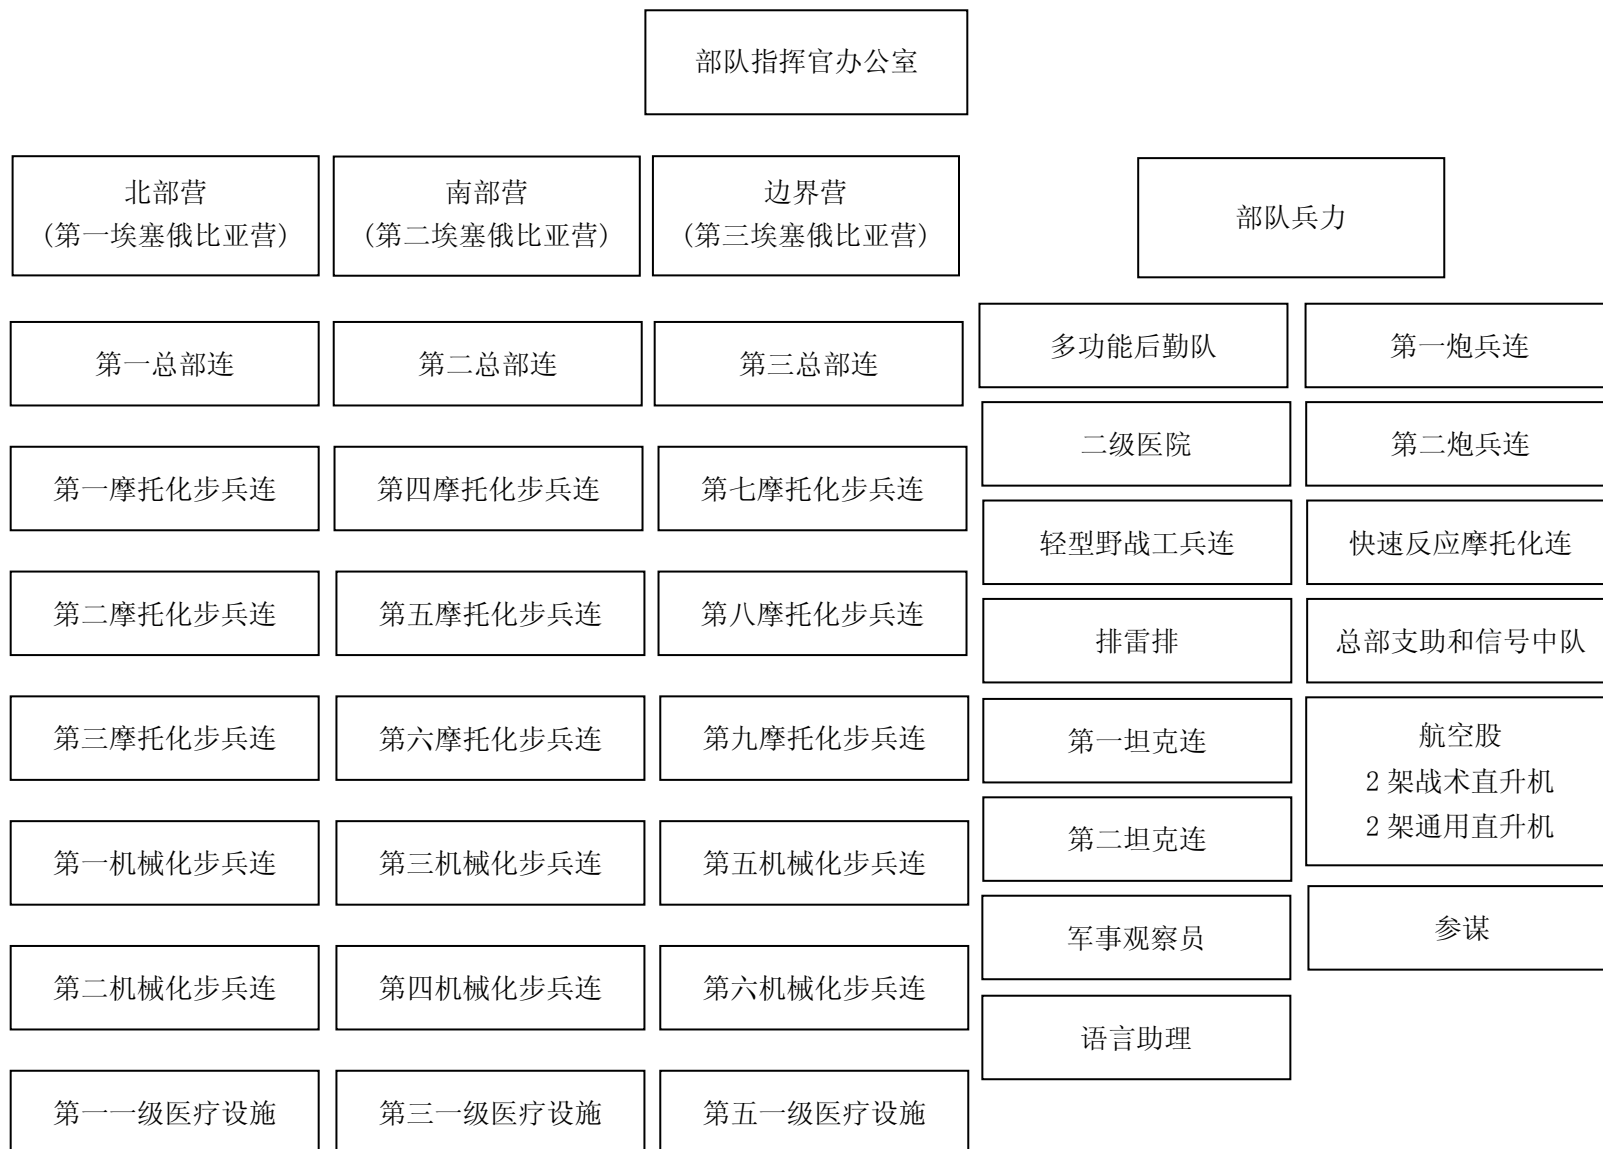 部队指挥官办公室
北部营
(第一埃塞俄比亚营)
南部营
(第二埃塞俄比亚营)
边界营
(第三埃塞俄比亚营)
部队兵力
第一总部连
第二总部连
第三总部连
第一摩托化步兵连
第四摩托化步兵连
第七摩托化步兵连
第二摩托化步兵连
第五摩托化步兵连
第八摩托化步兵连
第三摩托化步兵连
第六摩托化步兵连
第九摩托化步兵连
第一机械化步兵连
第三机械化步兵连
第五机械化步兵连
第二机械化步兵连
第四机械化步兵连
第六机械化步兵连
第一一级医疗设施
第三一级医疗设施
第五一级医疗设施
多功能后勤队
第一炮兵连
二级医院
第二炮兵连
轻型野战工兵连
快速反应摩托化连
排雷排
总部支助和信号中队
第一坦克连
航空股
2 架战术直升机
2 架通用直升机
第二坦克连
军事观察员
参谋
语言助理